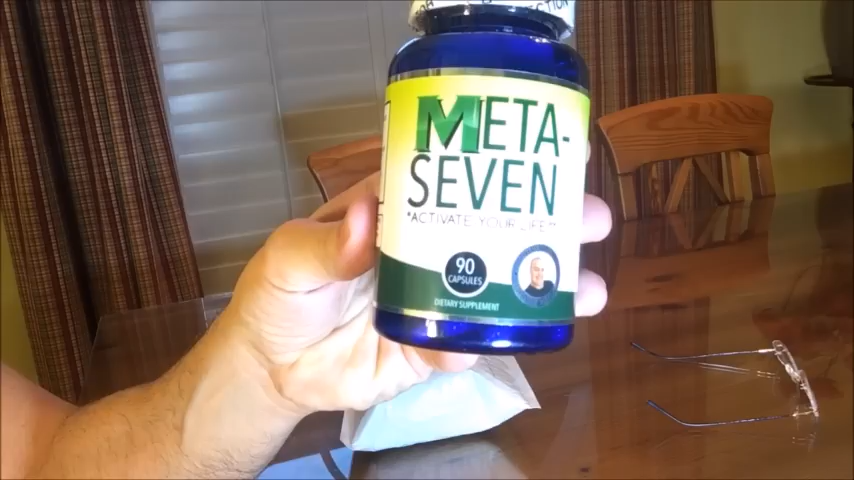 META-
SEVEN
"ACTIVATE YOUR LIFE"
90
CAPSULES
DIETARY SUPPLEMENT